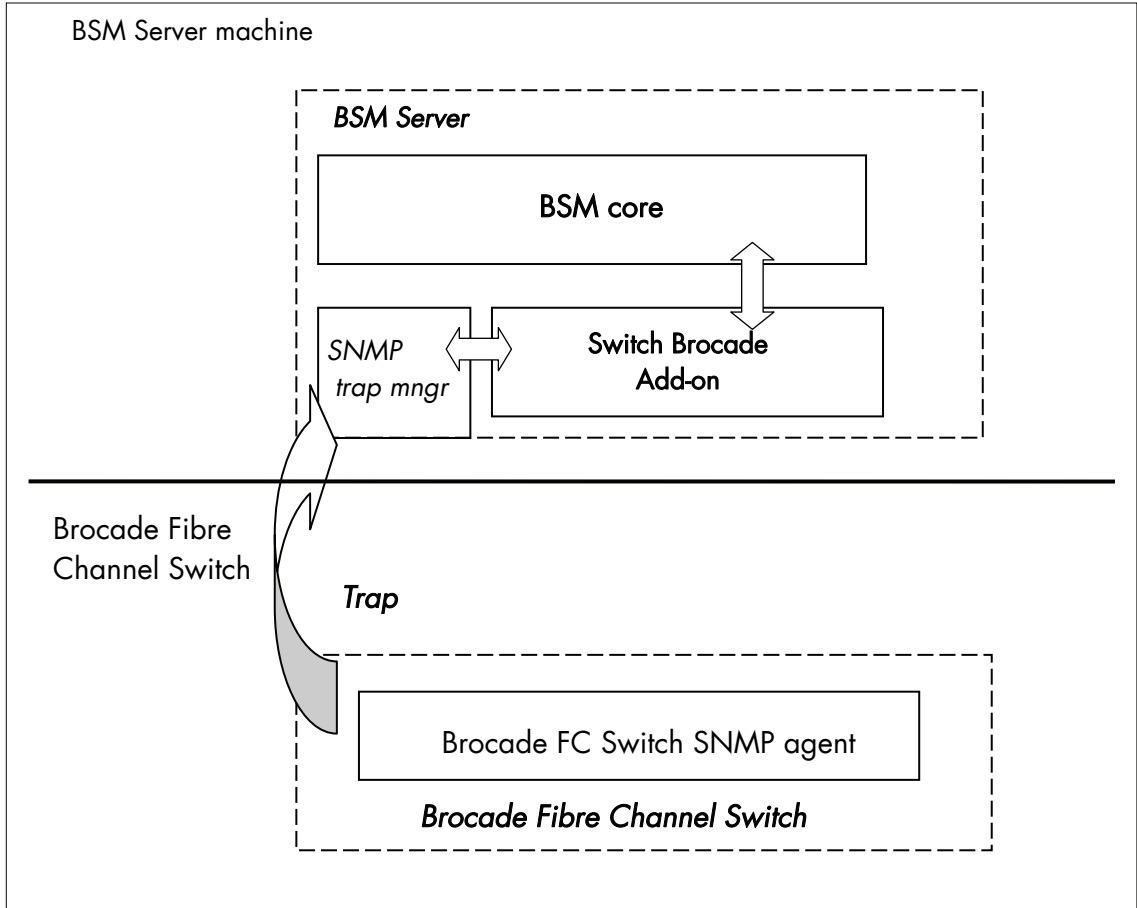 BSM Server machine
BSM Server
BSM core
SNMP
trap mngr
Switch Brocade
Add-on
Brocade Fibre
Channel Switch
Trap
Brocade FC Switch SNMP agent
Brocade Fibre Channel Switch